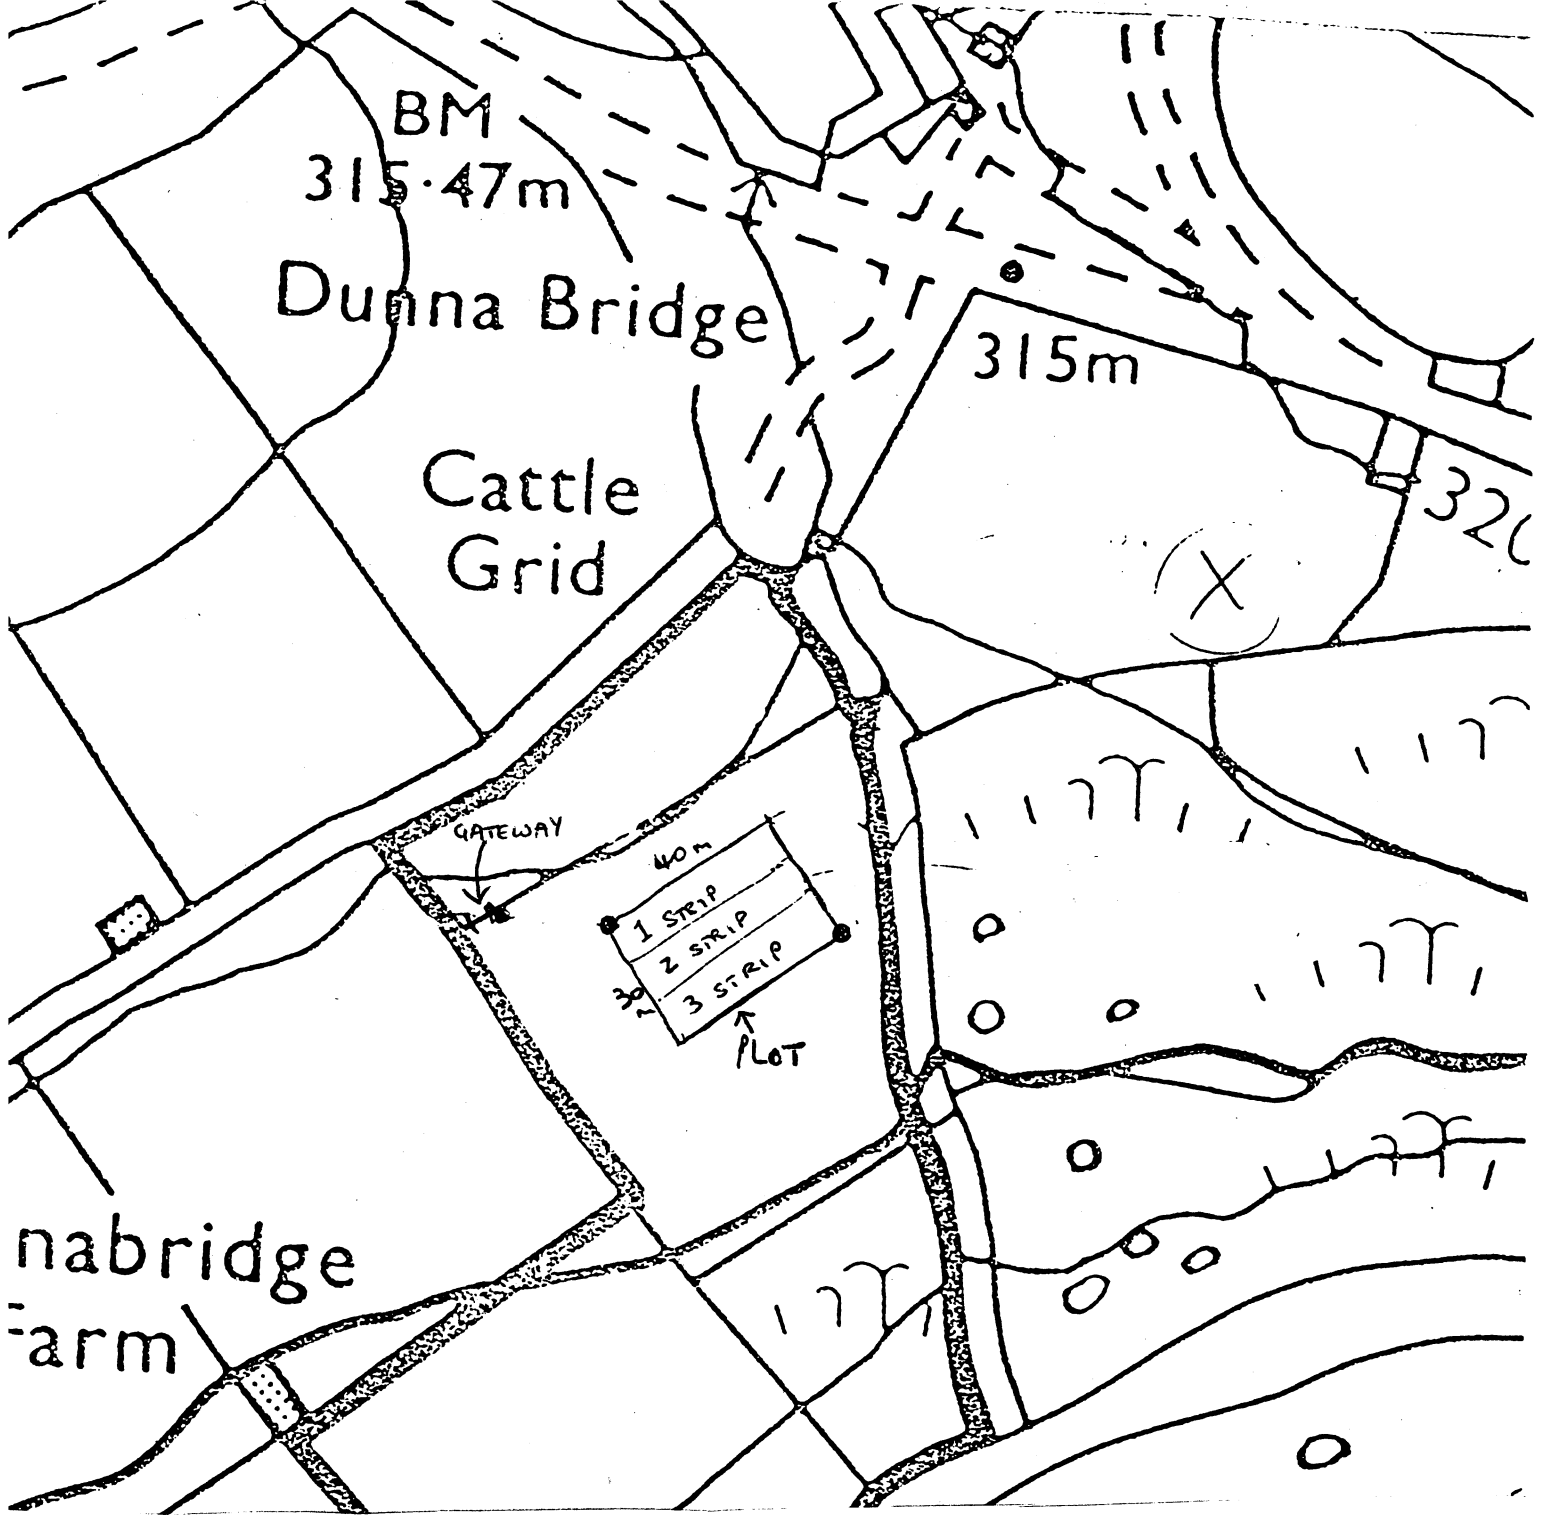 BM
315·47m
Dunna Bridge
315m
Cattle
Grid
320
X
GATEWAY
40m
1 STRIP
2 STRIP
3 STRIP
30m
PLOT
nabridge
Farm